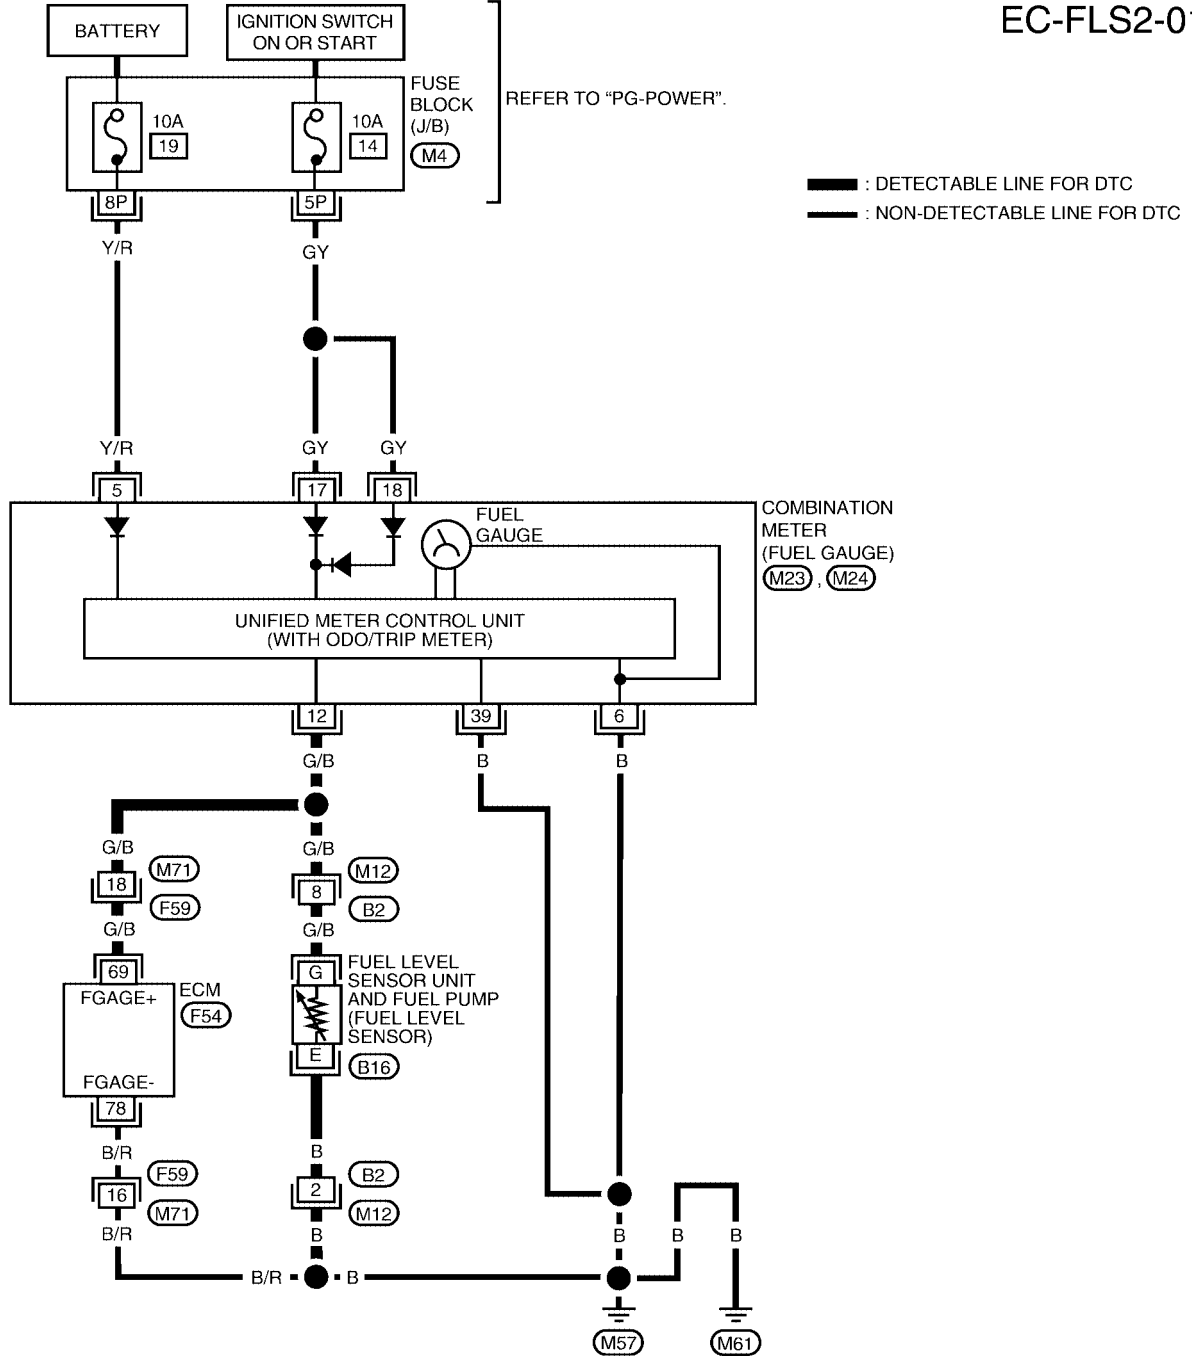 EC-FLS2-01
BATTERY
IGNITION SWITCH
ON OR START
FUSE
BLOCK
(J/B)
M4
REFER TO “PG-POWER”.
10A
19
10A
14
8P
5P
: DETECTABLE LINE FOR DTC
: NON-DETECTABLE LINE FOR DTC
Y/R
GY
Y/R
GY
GY
5
17
18
FUEL
GAUGE
COMBINATION
METER
(FUEL GAUGE)
M23 , M24
UNIFIED METER CONTROL UNIT
(WITH ODO/TRIP METER)
12
39
6
G/B
B
B
G/B
G/B
18
M71
F59
8
M12
B2
G/B
G/B
69
FGAGE+
FGAGE-
ECM
F54
78
G
E
FUEL LEVEL
SENSOR UNIT
AND FUEL PUMP
(FUEL LEVEL
SENSOR)
B16
B/R
B
16
F59
M71
2
B2
M12
B/R
B
B
B
B
B/R
B
M57
M61